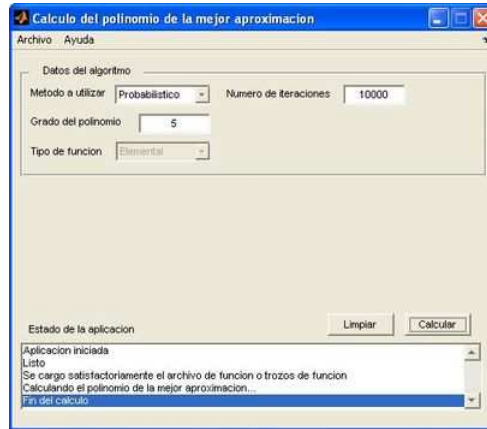 Calculo del polinomio de la mejor aproximacion
Archivo Ayuda
Datos del algoritmo
Metodo a utilizar Probabilistico Numero de iteraciones 10000
Grado del polinomio 5
Tipo de funcion Elemental
Limpiar Calcular
Estado de la aplicacion
Aplicacion iniciada
Listo
Se cargo satisfactoriamente el archivo de funcion o trozos de funcion
Calculando el polinomio de la mejor aproximacion...
Fin del calculo